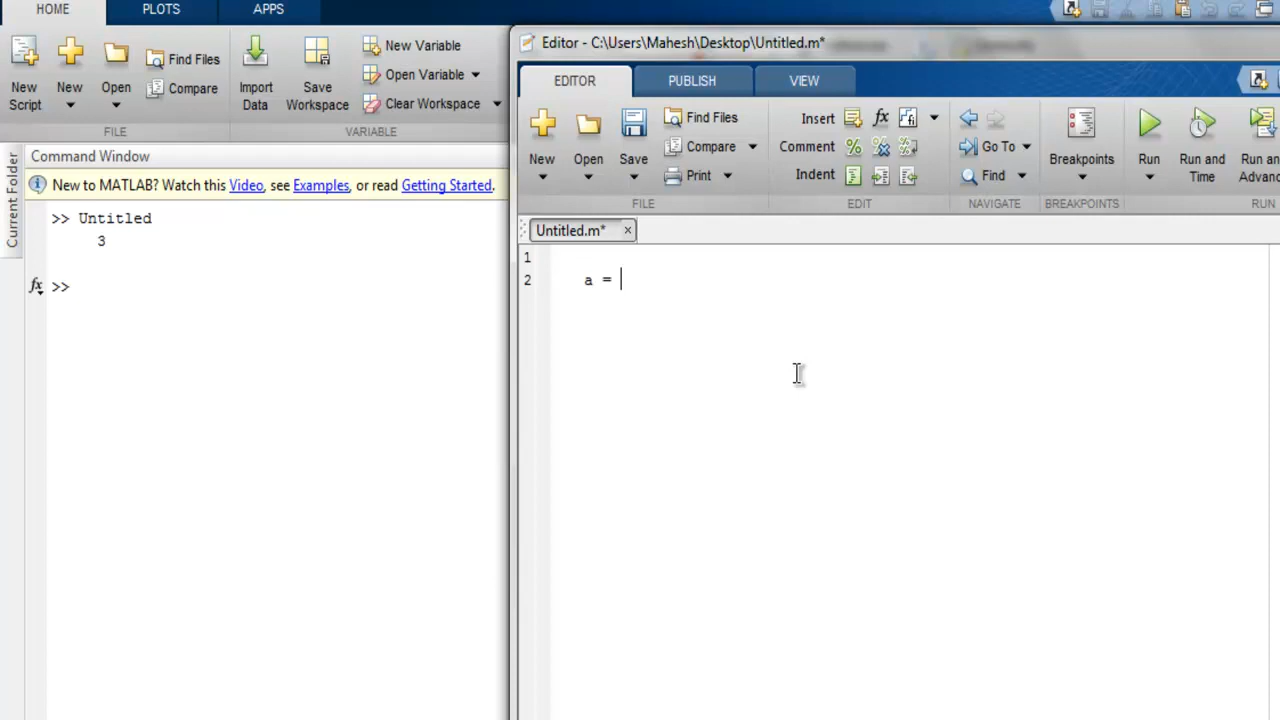 HOME PLOTS APPS
New Script
New
Open
Find Files
Compare
Import Data
Save Workspace
New Variable
Open Variable
Clear Workspace
FILE VARIABLE
Current Folder
Command Window
New to MATLAB? Watch this Video, see Examples, or read Getting Started.
>> Untitled
3
fx >>
Editor - C:\Users\Mahesh\Desktop\Untitled.m*
EDITOR PUBLISH VIEW
New
Open
Save
Find Files
Compare
Print
Insert fx
Comment
Indent
Go To
Find
Breakpoints
Run
Run and Time
Run and Advanc
FILE EDIT NAVIGATE BREAKPOINTS RUN
Untitled.m* ×
1
2 a =